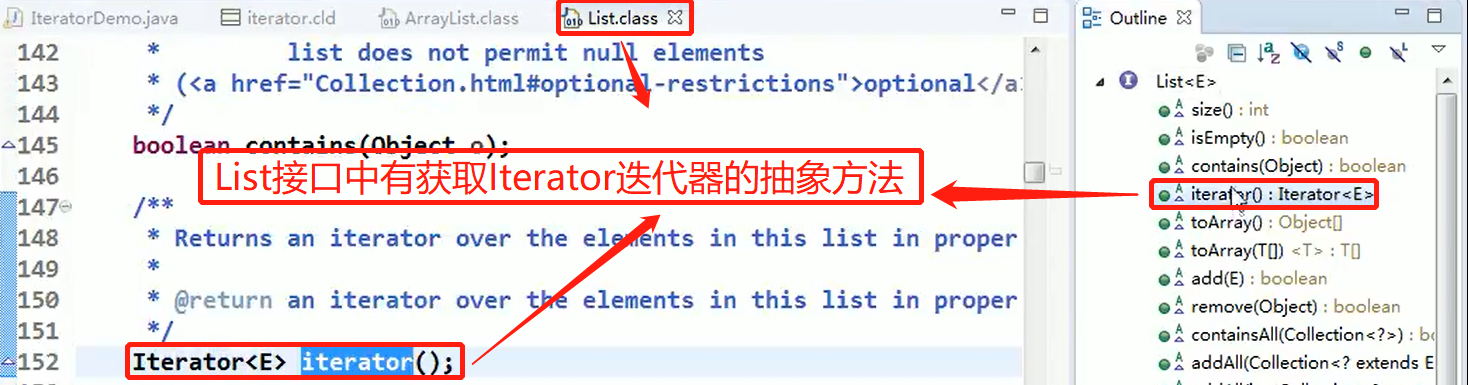 IteratorDemo.java
iterator.cld
ArrayList.class
List.class
Outline
142 * list does not permit null elements
143 * (<a href="Collection.html#optional-restrictions">optional</a
144 */
145 boolean contains(Object o);
146
List接口中有获取Iterator迭代器的抽象方法
147 /**
148 * Returns an iterator over the elements in this list in proper
149 *
150 * @return an iterator over the elements in this list in proper
151 */
152 Iterator<E> iterator();
List<E>
size() : int
isEmpty() : boolean
contains(Object) : boolean
iterator() : Iterator<E>
toArray() : Object[]
toArray(T[]) <T> : T[]
add(E) : boolean
remove(Object) : boolean
containsAll(Collection<?>) : bo
addAll(Collection<? extends E